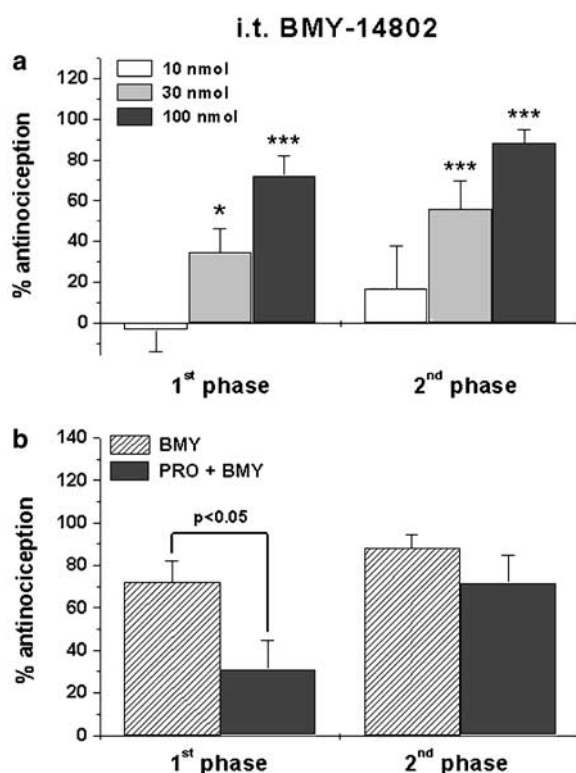 i.t. BMY-14802
a
% antinociception
120
100
80
60
40
20
0
10 nmol
30 nmol
100 nmol
*
***
***
***
1st phase
2nd phase
b
% antinociception
140
120
100
80
60
40
20
0
BMY
PRO + BMY
p<0.05
1st phase
2nd phase